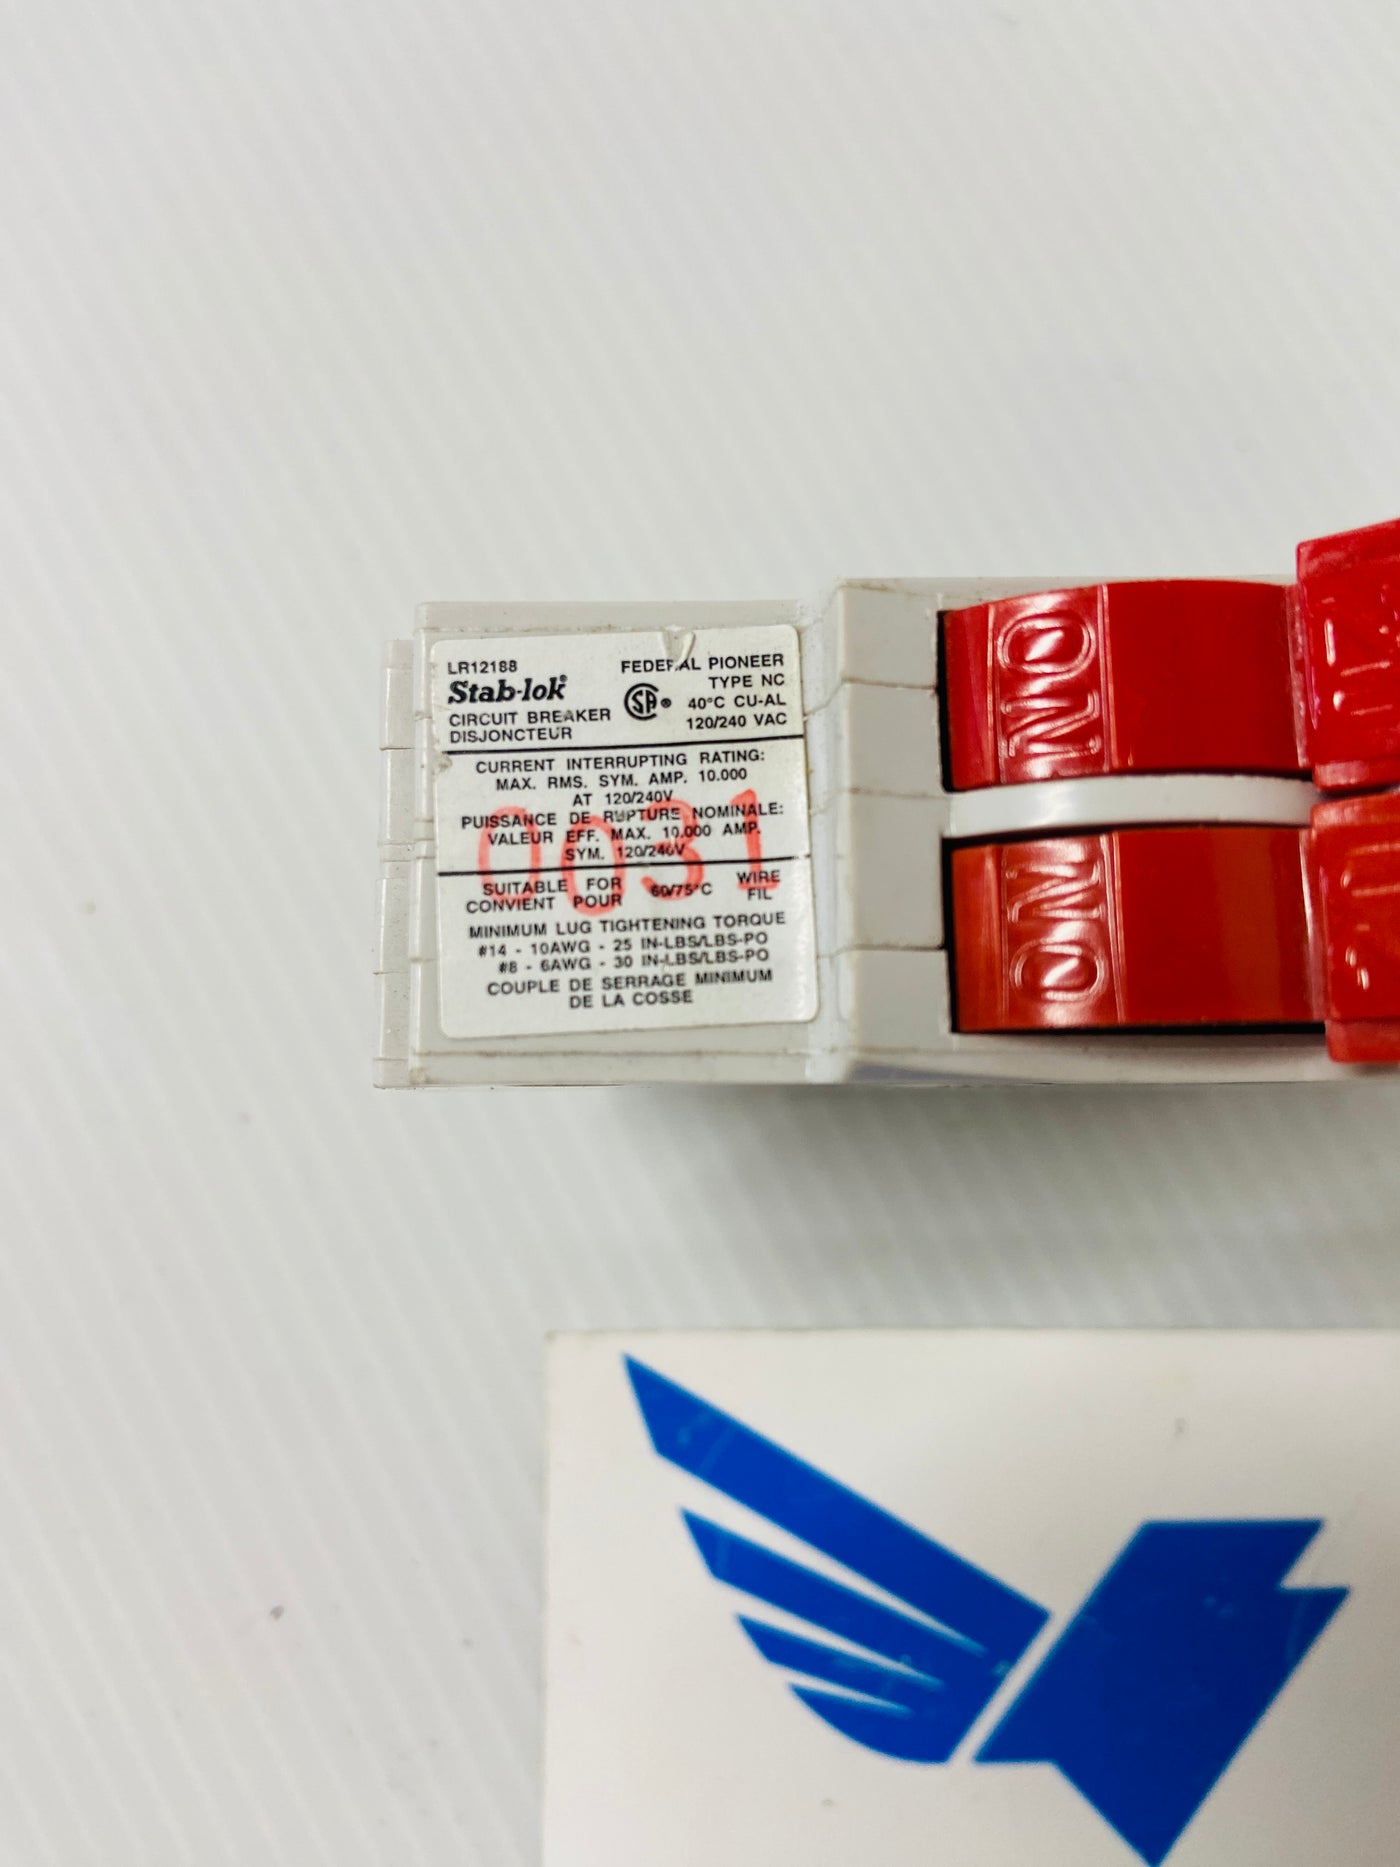 LR12188
Stab-lok®
CIRCUIT BREAKER
DISJONCTEUR
FEDERAL PIONEER
TYPE NC
SA®
40°C CU-AL
120/240 VAC
CURRENT INTERRUPTING RATING:
MAX. RMS. SYM. AMP. 10.000
AT 120/240V
PUISSANCE DE RUPTURE NOMINALE:
VALEUR EFF. MAX. 10.000 AMP.
SYM. 120/240V
0031
SUITABLE FOR 60/75°C WIRE
CONVIENT POUR FIL
MINIMUM LUG TIGHTENING TORQUE
#14 - 10AWG - 25 IN-LBS/LBS-PO
#8 - 6AWG - 30 IN-LBS/LBS-PO
COUPLE DE SERRAGE MINIMUM
DE LA COSSE
ON
ON